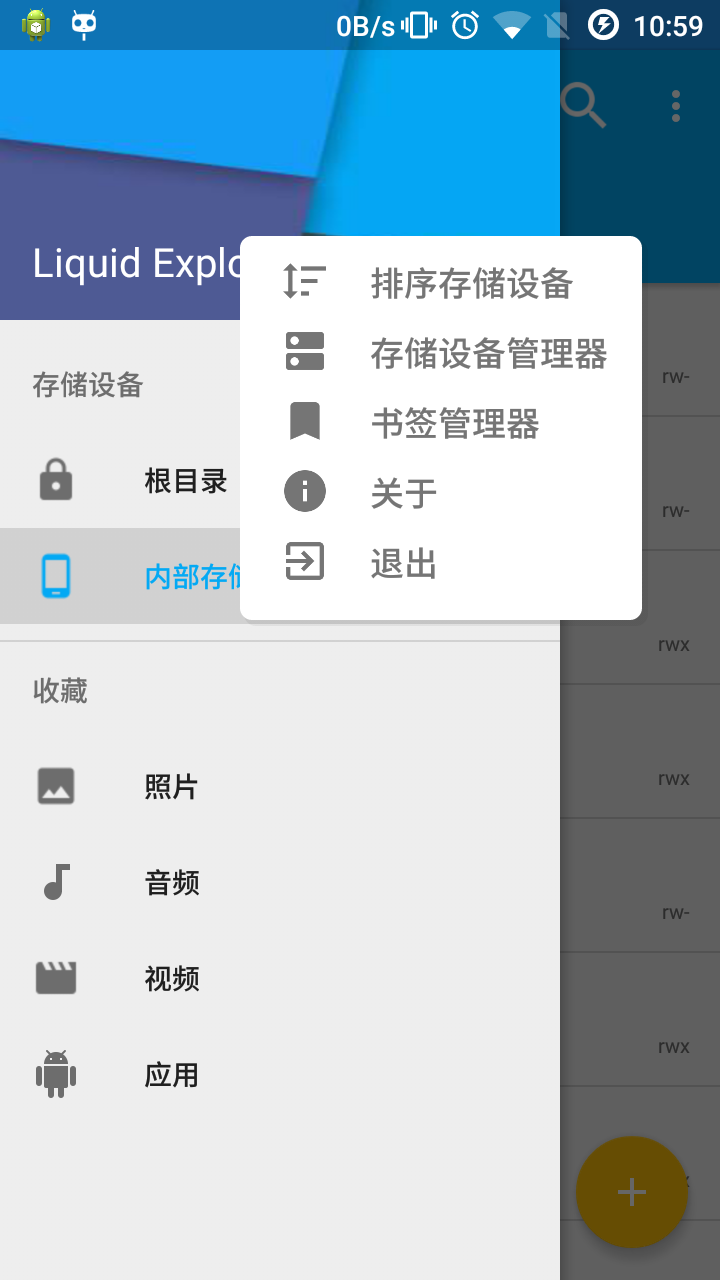 0B/s 10:59
Liquid Explo
排序存储设备
存储设备管理器
书签管理器
关于
退出
存储设备
根目录
内部存储
收藏
照片
音频
视频
应用
rw-
rw-
rwx
rwx
rw-
rwx